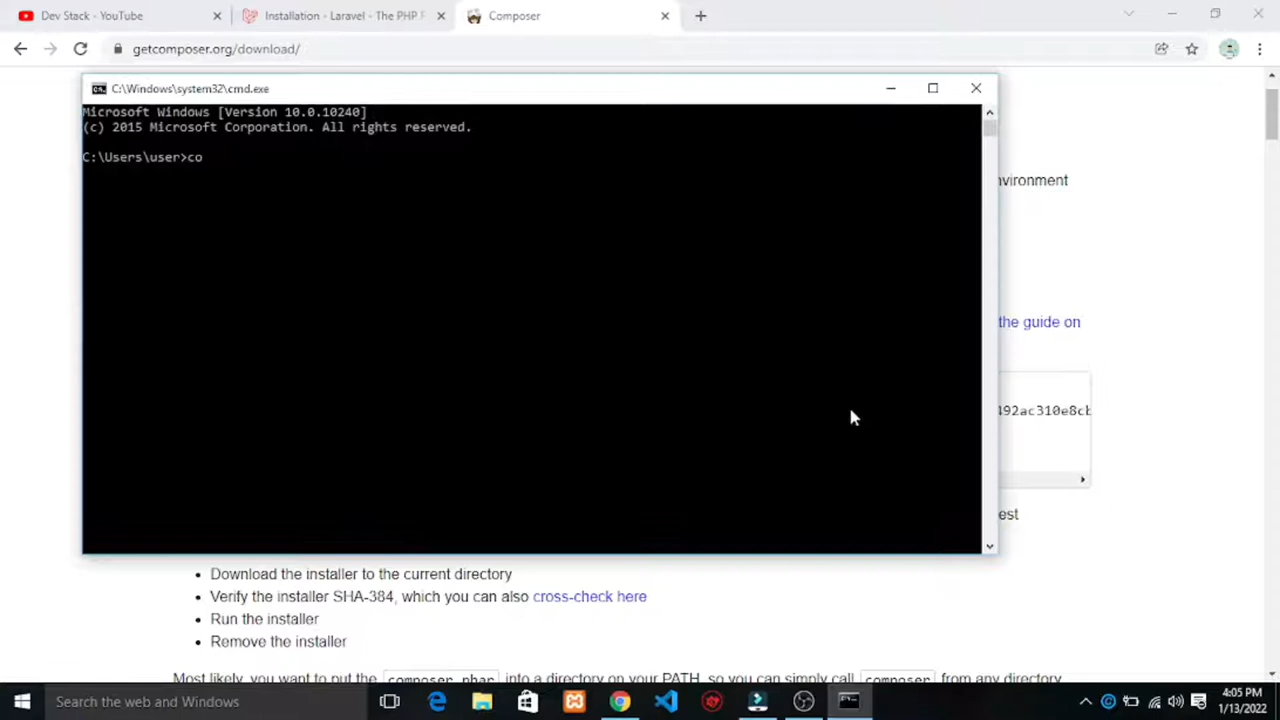 Dev Stack - YouTube
Installation - Laravel - The PHP F
Composer
getcomposer.org/download/
C:\Windows\system32\cmd.exe
Microsoft Windows [Version 10.0.10240]
(c) 2015 Microsoft Corporation. All rights reserved.
C:\Users\user>co
nvironment
the guide on
492ac310e8cb
est
Download the installer to the current directory
Verify the installer SHA-384, which you can also cross-check here
Run the installer
Remove the installer
Most likely, you want to put the composer.phar into a directory on your PATH, so you can simply call composer from any directory
Search the web and Windows
4:05 PM
1/13/2022